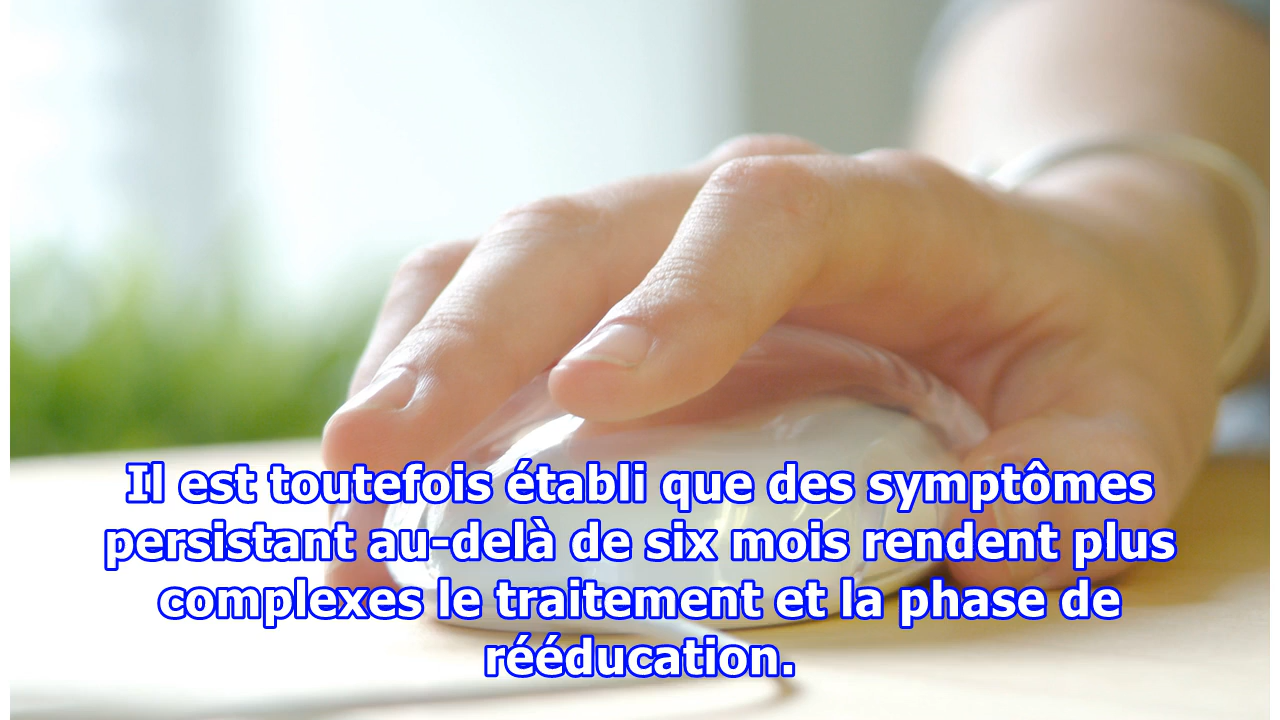 Il est toutefois établi que des symptômes
persistant au-delà de six mois rendent plus
complexes le traitement et la phase de
rééducation.